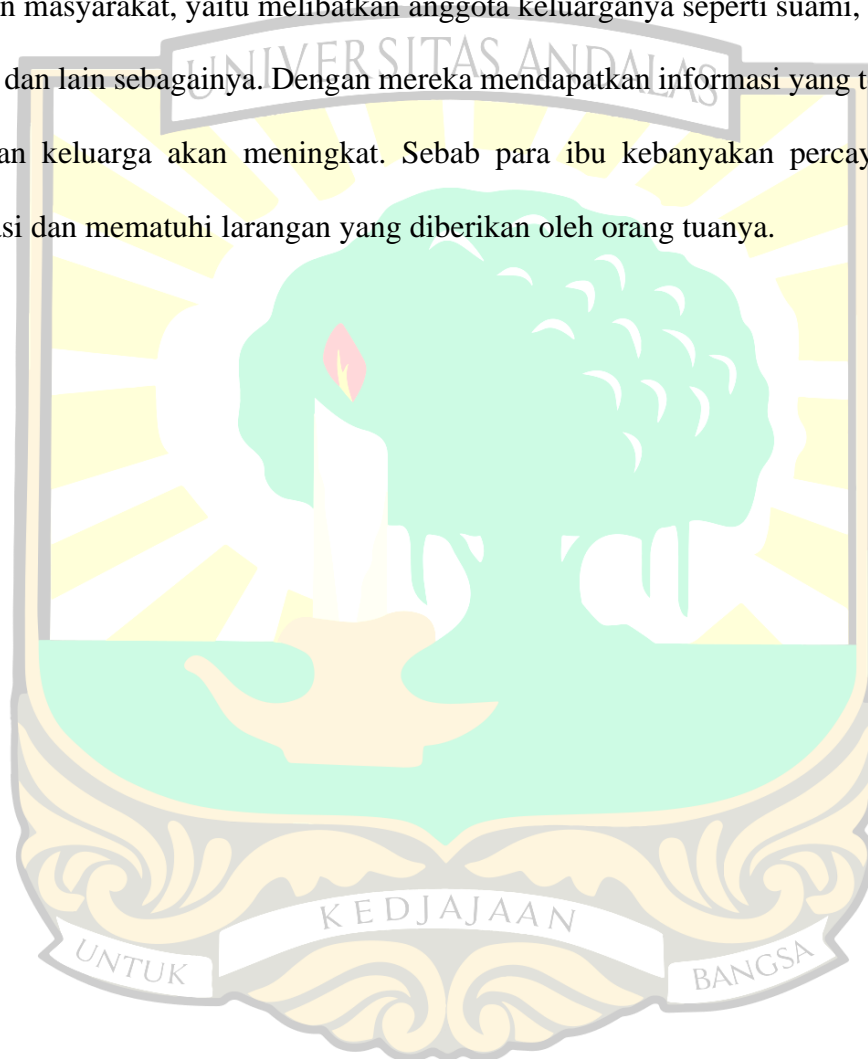 n masyarakat, yaitu melibatkan anggota keluarganya seperti suami,
UNIVERSITAS ANDALAS
dan lain sebagainya. Dengan mereka mendapatkan informasi yang t
an keluarga akan meningkat. Sebab para ibu kebanyakan percay
si dan mematuhi larangan yang diberikan oleh orang tuanya.
KEDJAJAAN
UNTUK
BANGSA